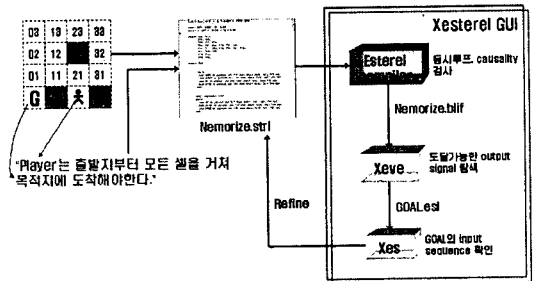 Xesterel GUI
03 13 23 33
02 12 32
01 11 21 31
G
Nemorize.strl
"Player는 출발지부터 모든 셀을 거쳐
목적지에 도착해야한다."
Refine
Esterel
compiler
동시루프, causality
검사
Nemorize.blif
Xeve
도달가능한 output
signal 탐색
GOAL.esl
Xes
GOAL의 input
sequence 확인